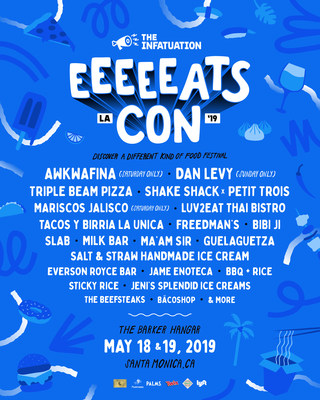 THE
INFATUATION
EEEEEATS
LA CON '19
DISCOVER A DIFFERENT KIND OF FOOD FESTIVAL
AWKWAFINA (SATURDAY ONLY) • DAN LEVY (SUNDAY ONLY)
TRIPLE BEAM PIZZA • SHAKE SHACK x PETIT TROIS
MARISCOS JALISCO (SATURDAY ONLY) • LUV2EAT THAI BISTRO
TACOS Y BIRRIA LA UNICA • FREEDMAN'S • BIBI JI
SLAB • MILK BAR • MA'AM SIR • GUELAGUETZA
SALT & STRAW HANDMADE ICE CREAM
EVERSON ROYCE BAR • JAME ENOTECA • BBQ + RICE
STICKY RICE • JENI'S SPLENDID ICE CREAMS
THE BEEFSTEAKS • BÄCOSHOP • & MORE
THE BARKER HANGAR
MAY 18 & 19, 2019
SANTA MONICA, CA
PALMS
lyft